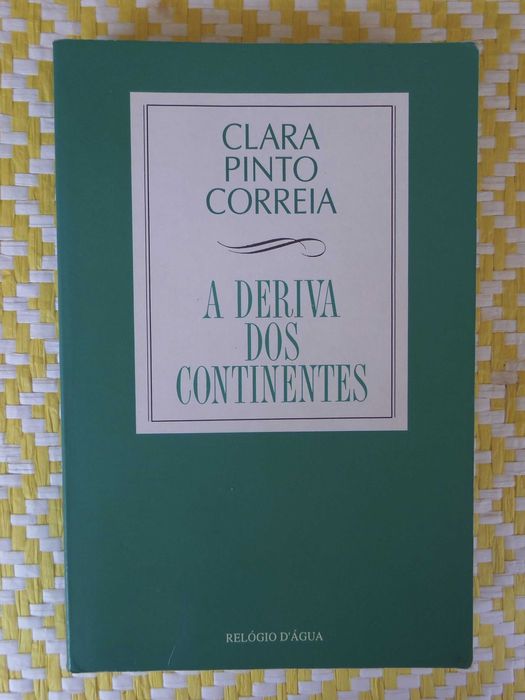 CLARA
PINTO
CORREIA
A DERIVA
DOS
CONTINENTES
RELÓGIO D'ÁGUA